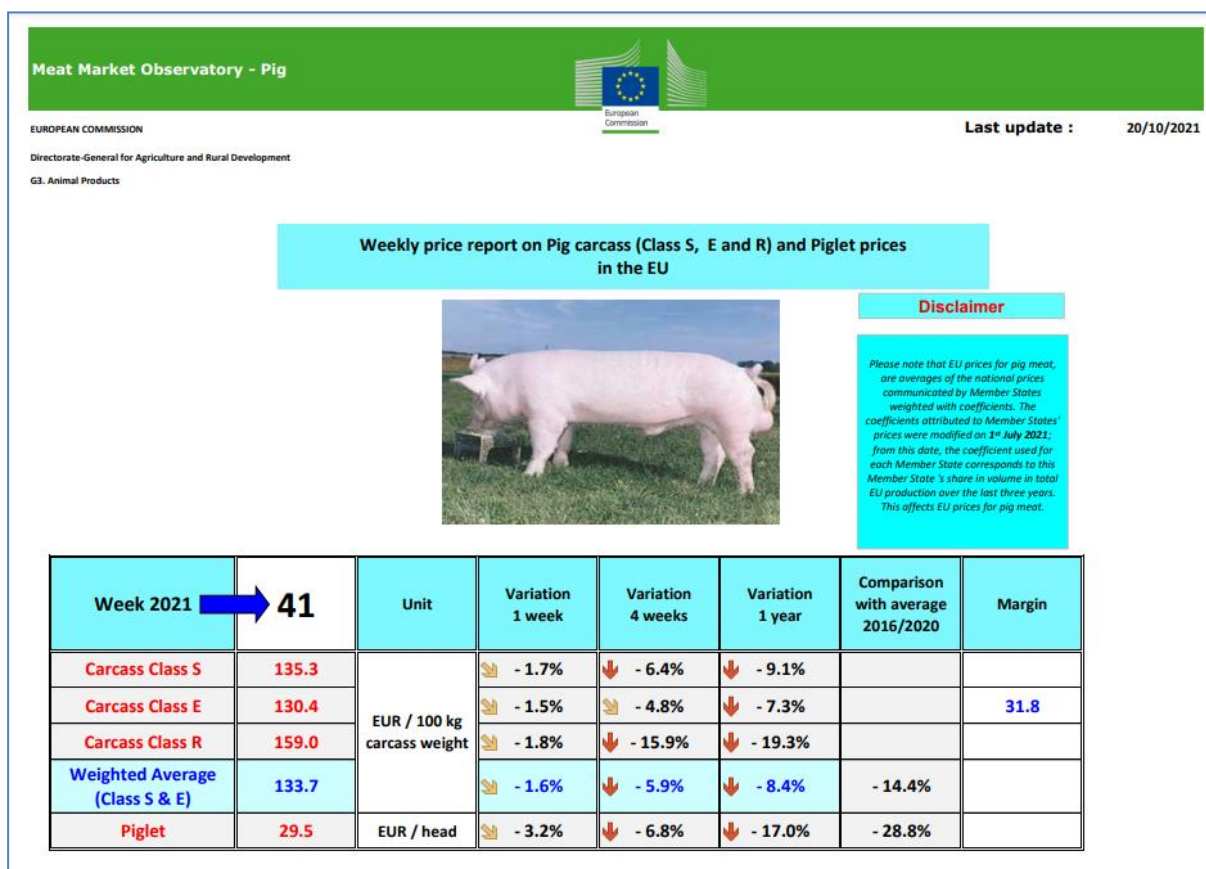 Meat Market Observatory - Pig
European
Commission
EUROPEAN COMMISSION
Last update : 20/10/2021
Directorate-General for Agriculture and Rural Development
G3. Animal Products
Weekly price report on Pig carcass (Class S, E and R) and Piglet prices
in the EU
Disclaimer
Please note that EU prices for pig meat,
are averages of the national prices
communicated by Member States
weighted with coefficients. The
coefficients attributed to Member States'
prices were modified on 1st July 2021;
from this date, the coefficient used for
each Member State corresponds to this
Member State 's share in volume in total
EU production over the last three years.
This affects EU prices for pig meat.
Week 2021 41 Unit Variation 1 week Variation 4 weeks Variation 1 year Comparison with average 2016/2020 Margin
Carcass Class S 135.3 EUR / 100 kg carcass weight - 1.7% - 6.4% - 9.1%
Carcass Class E 130.4 - 1.5% - 4.8% - 7.3% 31.8
Carcass Class R 159.0 - 1.8% - 15.9% - 19.3%
Weighted Average (Class S & E) 133.7 - 1.6% - 5.9% - 8.4% - 14.4%
Piglet 29.5 EUR / head - 3.2% - 6.8% - 17.0% - 28.8%